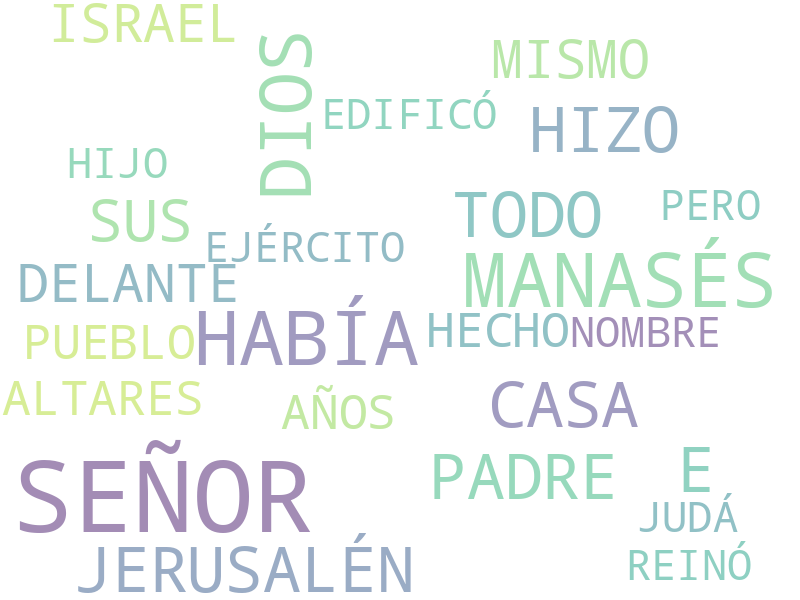 ISRAEL
MISMO
DIOS
EDIFICÓ
HIZO
HIJO
SUS
TODO
PERO
EJÉRCITO
DELANTE
MANASÉS
PUEBLO
HABÍA
HECHO
NOMBRE
ALTARES
AÑOS
CASA
SEÑOR
PADRE
E
JUDÁ
JERUSALÉN
REINÓ